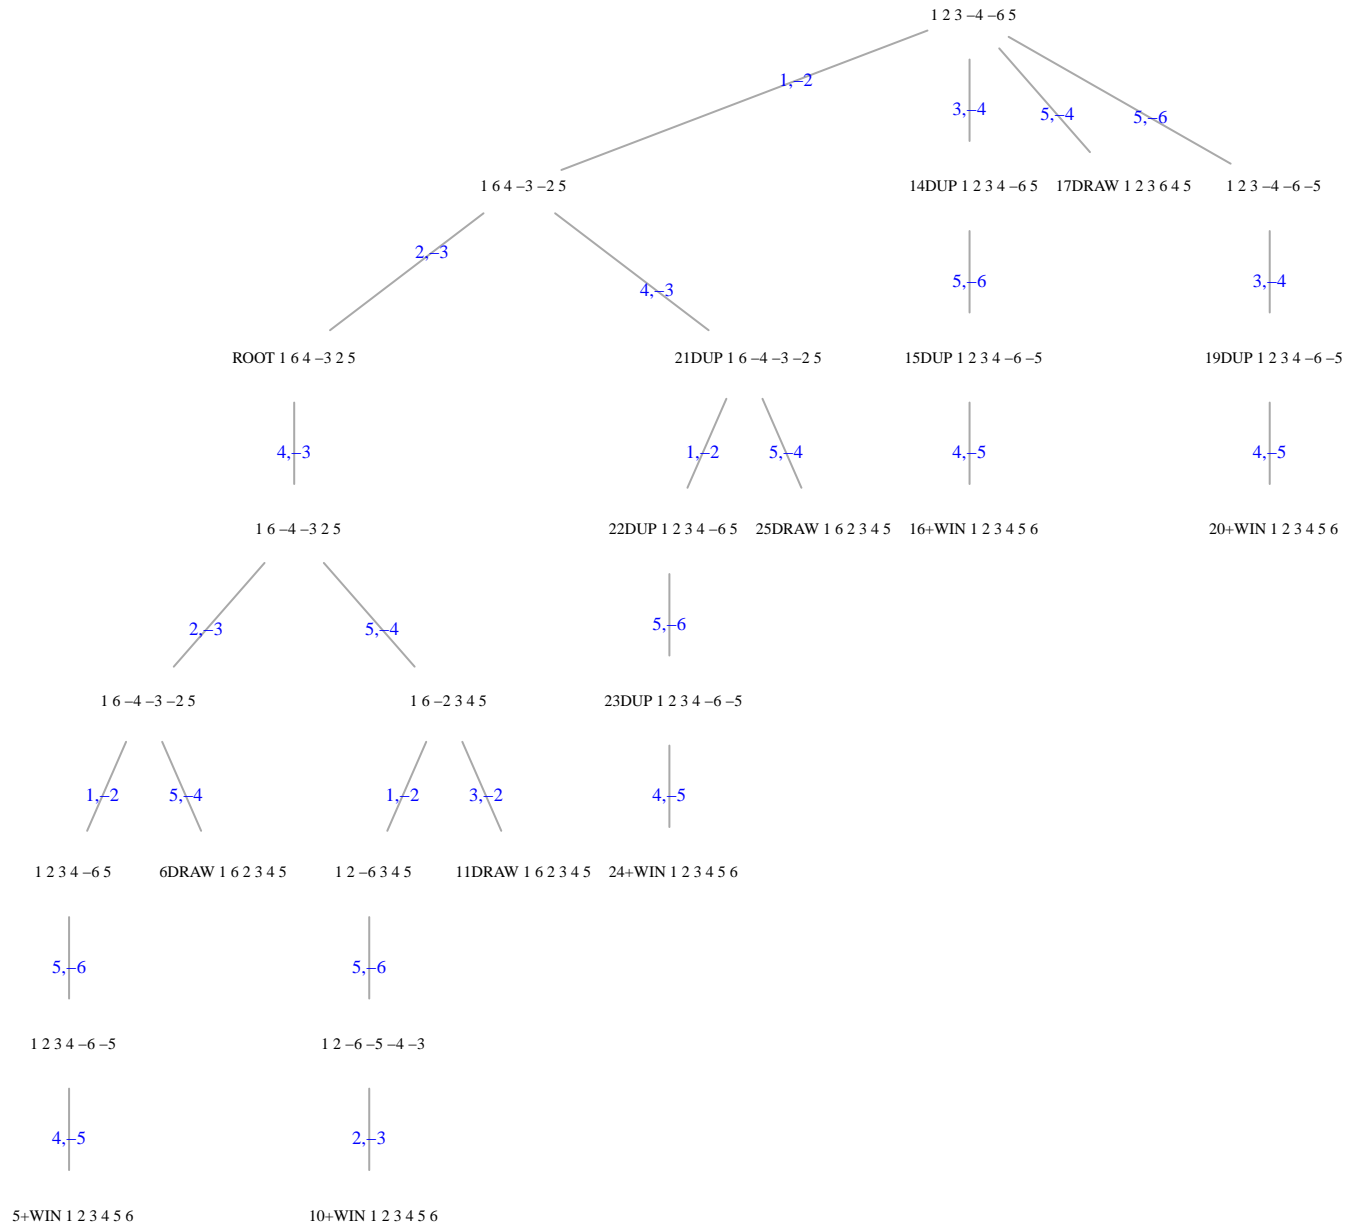 1 2 3 –4 –6 5
1,–2
3,–4
5,–4
5,–6
1 6 4 –3 –2 5
14DUP 1 2 3 4 –6 5
17DRAW 1 2 3 6 4 5
1 2 3 –4 –6 –5
2,–3
4,–3
5,–6
3,–4
ROOT 1 6 4 –3 2 5
21DUP 1 6 –4 –3 –2 5
15DUP 1 2 3 4 –6 –5
19DUP 1 2 3 4 –6 –5
4,–3
1,–2
5,–4
4,–5
4,–5
1 6 –4 –3 2 5
22DUP 1 2 3 4 –6 5
25DRAW 1 6 2 3 4 5
16+WIN 1 2 3 4 5 6
20+WIN 1 2 3 4 5 6
2,–3
5,–4
5,–6
1 6 –4 –3 –2 5
1 6 –2 3 4 5
23DUP 1 2 3 4 –6 –5
1,–2
5,–4
1,–2
3,–2
4,–5
1 2 3 4 –6 5
6DRAW 1 6 2 3 4 5
1 2 –6 3 4 5
11DRAW 1 6 2 3 4 5
24+WIN 1 2 3 4 5 6
5,–6
5,–6
1 2 3 4 –6 –5
1 2 –6 –5 –4 –3
4,–5
2,–3
5+WIN 1 2 3 4 5 6
10+WIN 1 2 3 4 5 6